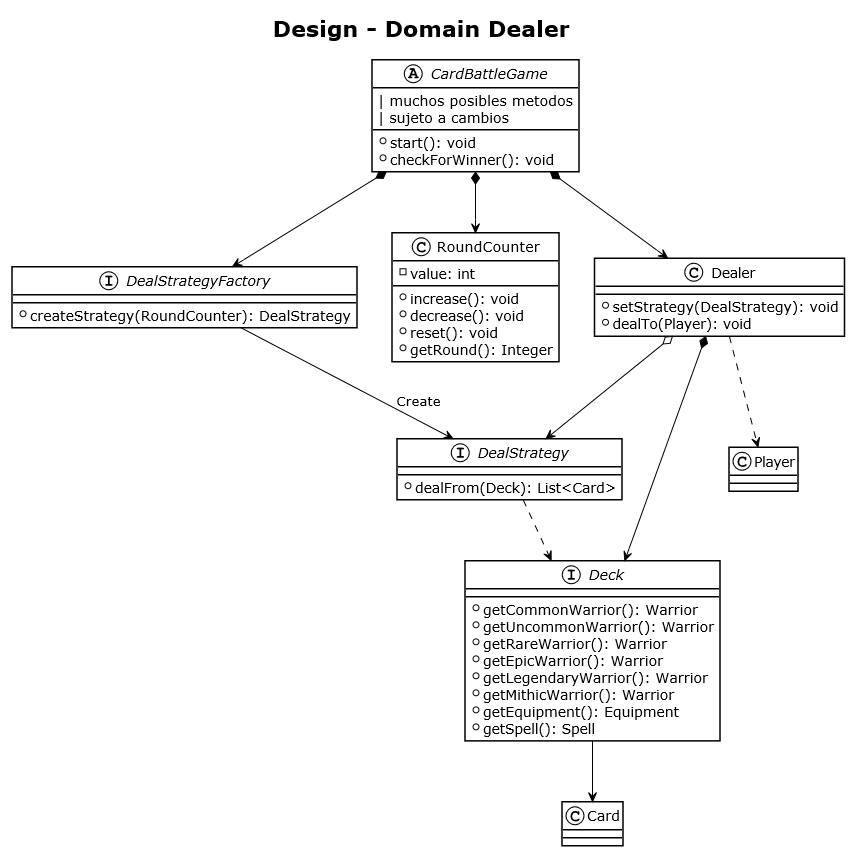 Design - Domain Dealer
A CardBattleGame
| muchos posibles metodos
| sujeto a cambios
start(): void
checkForWinner(): void
I DealStrategyFactory
createStrategy(RoundCounter): DealStrategy
C RoundCounter
value: int
increase(): void
decrease(): void
reset(): void
getRound(): Integer
C Dealer
setStrategy(DealStrategy): void
dealTo(Player): void
Create
I DealStrategy
dealFrom(Deck): List<Card>
C Player
I Deck
getCommonWarrior(): Warrior
getUncommonWarrior(): Warrior
getRareWarrior(): Warrior
getEpicWarrior(): Warrior
getLegendaryWarrior(): Warrior
getMithicWarrior(): Warrior
getEquipment(): Equipment
getSpell(): Spell
C Card